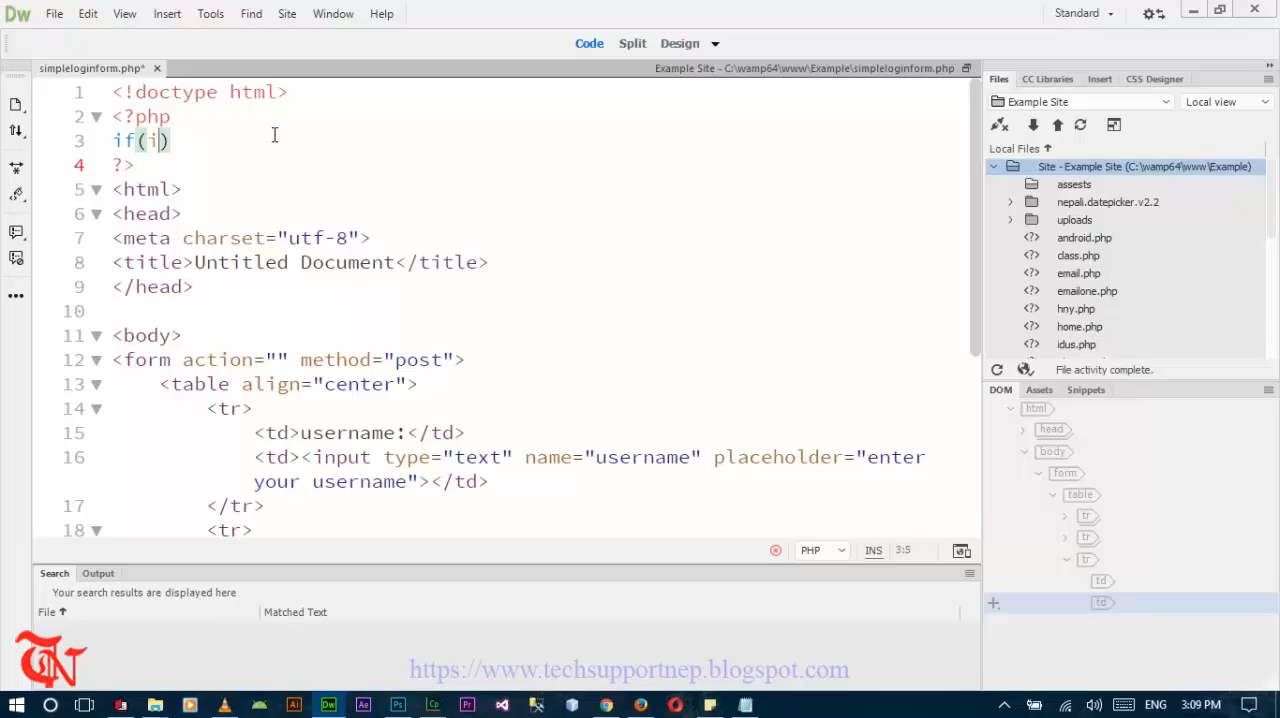 Dw File Edit View Insert Tools Find Site Window Help Standard
Code Split Design
simpleloginform.php* Example Site - C:\wamp64\www\Example\simpleloginform.php
1 <!doctype html>
2 <?php
3 if(i)
4 ?>
5 <html>
6 <head>
7 <meta charset="utf-8">
8 <title>Untitled Document</title>
9 </head>
10
11 <body>
12 <form action="" method="post">
13 <table align="center">
14 <tr>
15 <td>username:</td>
16 <td><input type="text" name="username" placeholder="enter
your username"></td>
17 </tr>
18 <tr>
PHP INS 3:5
Search Output
Your search results are displayed here
File Matched Text
Files CC Libraries Insert CSS Designer
Example Site Local view
Local Files
Site - Example Site (C:\wamp64\www\Example)
assests
nepali.datepicker.v2.2
uploads
android.php
class.php
email.php
emailone.php
hny.php
home.php
idus.php
File activity complete.
DOM Assets Snippets
html
head
body
form
table
tr
tr
tr
td
td
TN
https://www.techsupportnep.blogspot.com
Ai Dw Ae Ps Cp Pr 3:09 PM